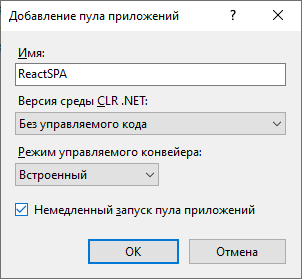 Добавление пула приложений
?
Имя:
ReactSPA
Версия среды CLR .NET:
Без управляемого кода
Режим управляемого конвейера:
Встроенный
Немедленный запуск пула приложений
OK
Отмена